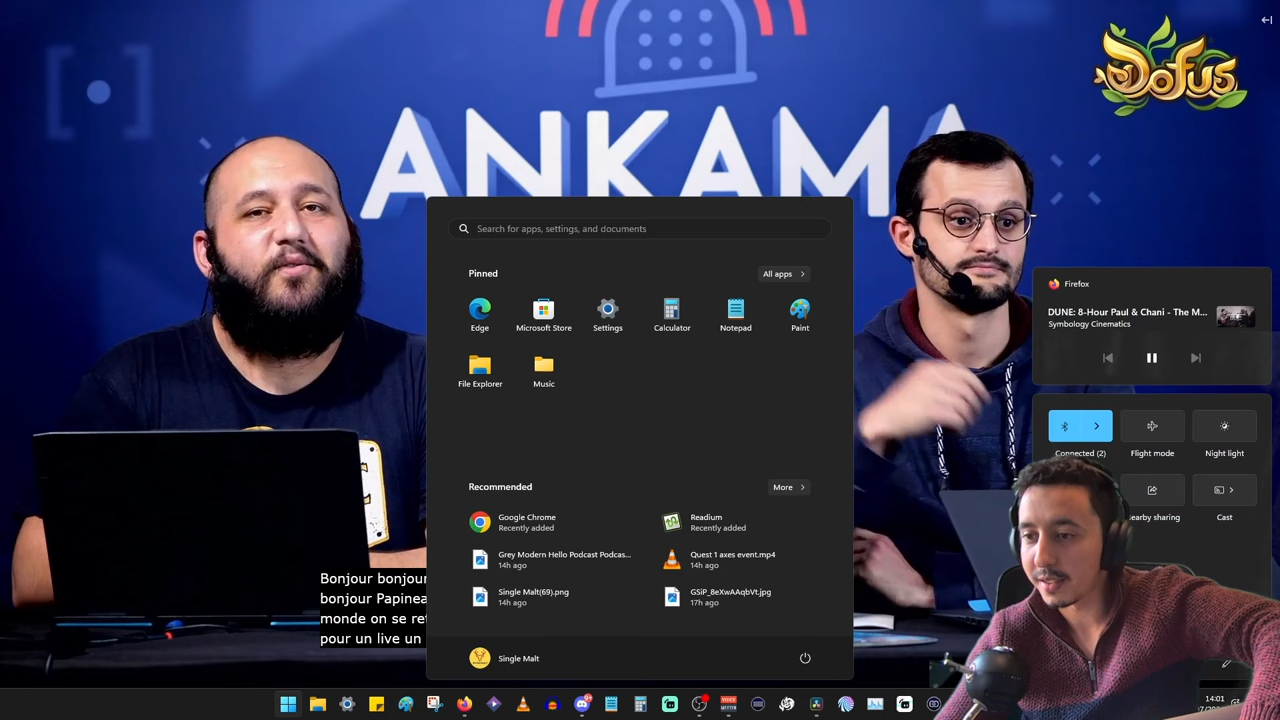 Dofus
ANKAMA
Search for apps, settings, and documents
Pinned
All apps
Edge
Microsoft Store
Settings
Calculator
Notepad
Paint
File Explorer
Music
Recommended
More
Google Chrome
Recently added
Readium
Recently added
Grey Modern Hello Podcast Podcas...
14h ago
Quest 1 axes event.mp4
14h ago
Single Malt(69).png
14h ago
GSiP_8eXwAAqbVt.jpg
17h ago
Single Malt
Firefox
DUNE: 8-Hour Paul & Chani - The M...
Symbology Cinematics
Connected (2)
Flight mode
Night light
earby sharing
Cast
Bonjour bonjour
bonjour Papinea
monde on se ret
pour un live un
14:01